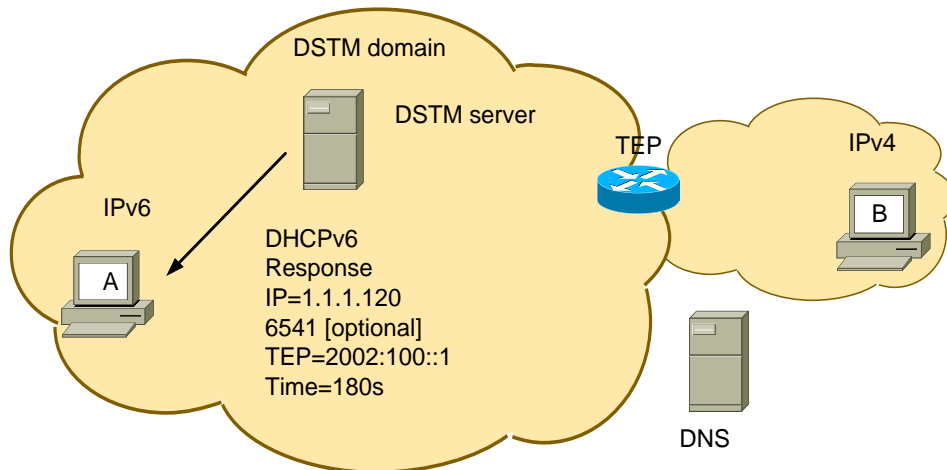 DSTM domain
DSTM server
TEP
IPv4
IPv6
B
A
DHCPv6
Response
IP=1.1.1.120
6541 [optional]
TEP=2002:100::1
Time=180s
DNS